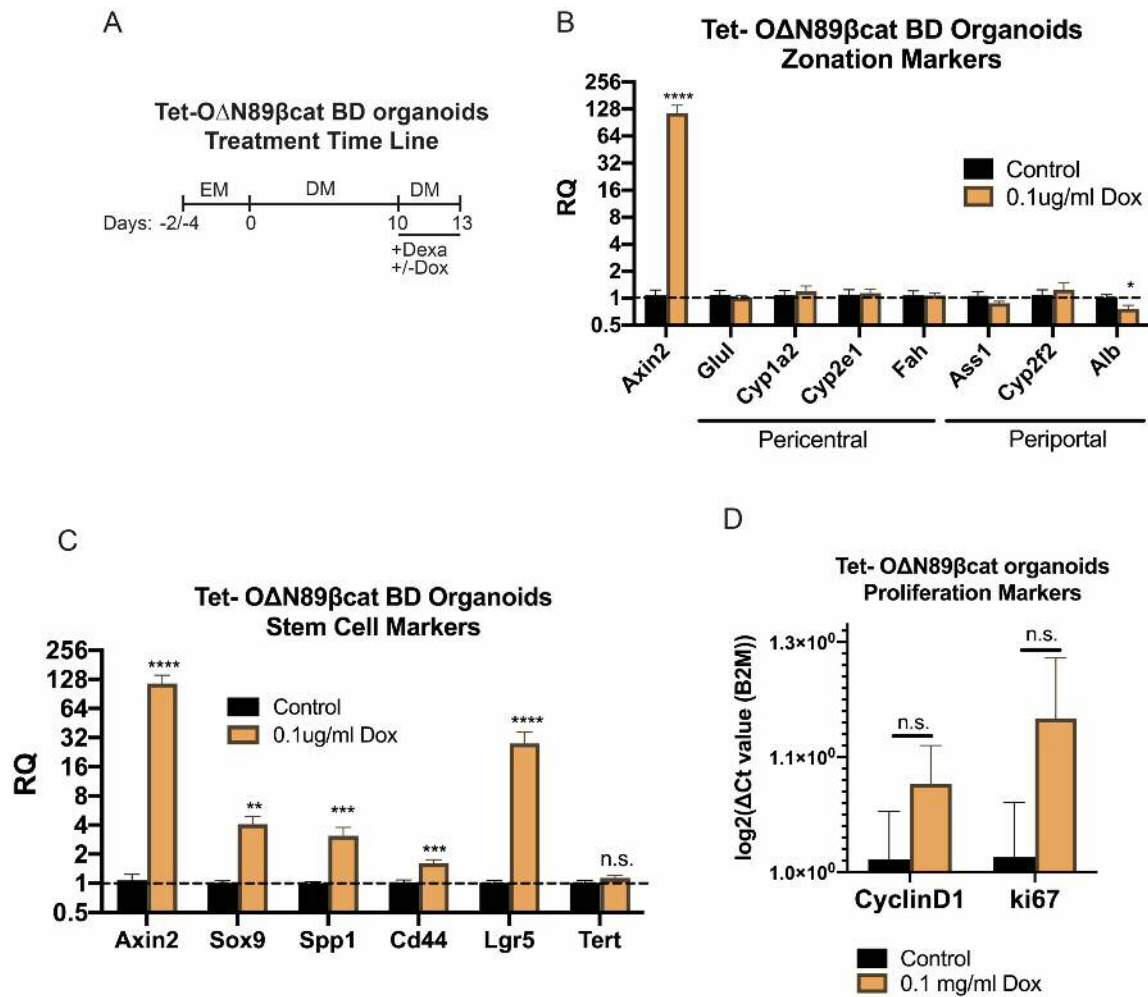 A
Tet-OΔN89βcat BD organoids
Treatment Time Line
EM DM DM
Days: -2/-4 0 10 13
+Dexa
+/-Dox
B
Tet- OΔN89βcat BD Organoids
Zonation Markers
256
128
64
32
16
8
4
2
1
0.5
RQ
****
*
Control
0.1ug/ml Dox
Axin2 Glul Cyp1a2 Cyp2e1 Fah Ass1 Cyp2f2 Alb
Pericentral Periportal
C
Tet- OΔN89βcat BD Organoids
Stem Cell Markers
256
128
64
32
16
8
4
2
1
0.5
RQ
**** ** *** *** **** n.s.
Control
0.1ug/ml Dox
Axin2 Sox9 Spp1 Cd44 Lgr5 Tert
D
Tet- OΔN89βcat organoids
Proliferation Markers
log2(ΔCt value (B2M))
1.3×10⁰
1.1×10⁰
1.0×10⁰
n.s. n.s.
CyclinD1 ki67
Control
0.1 mg/ml Dox